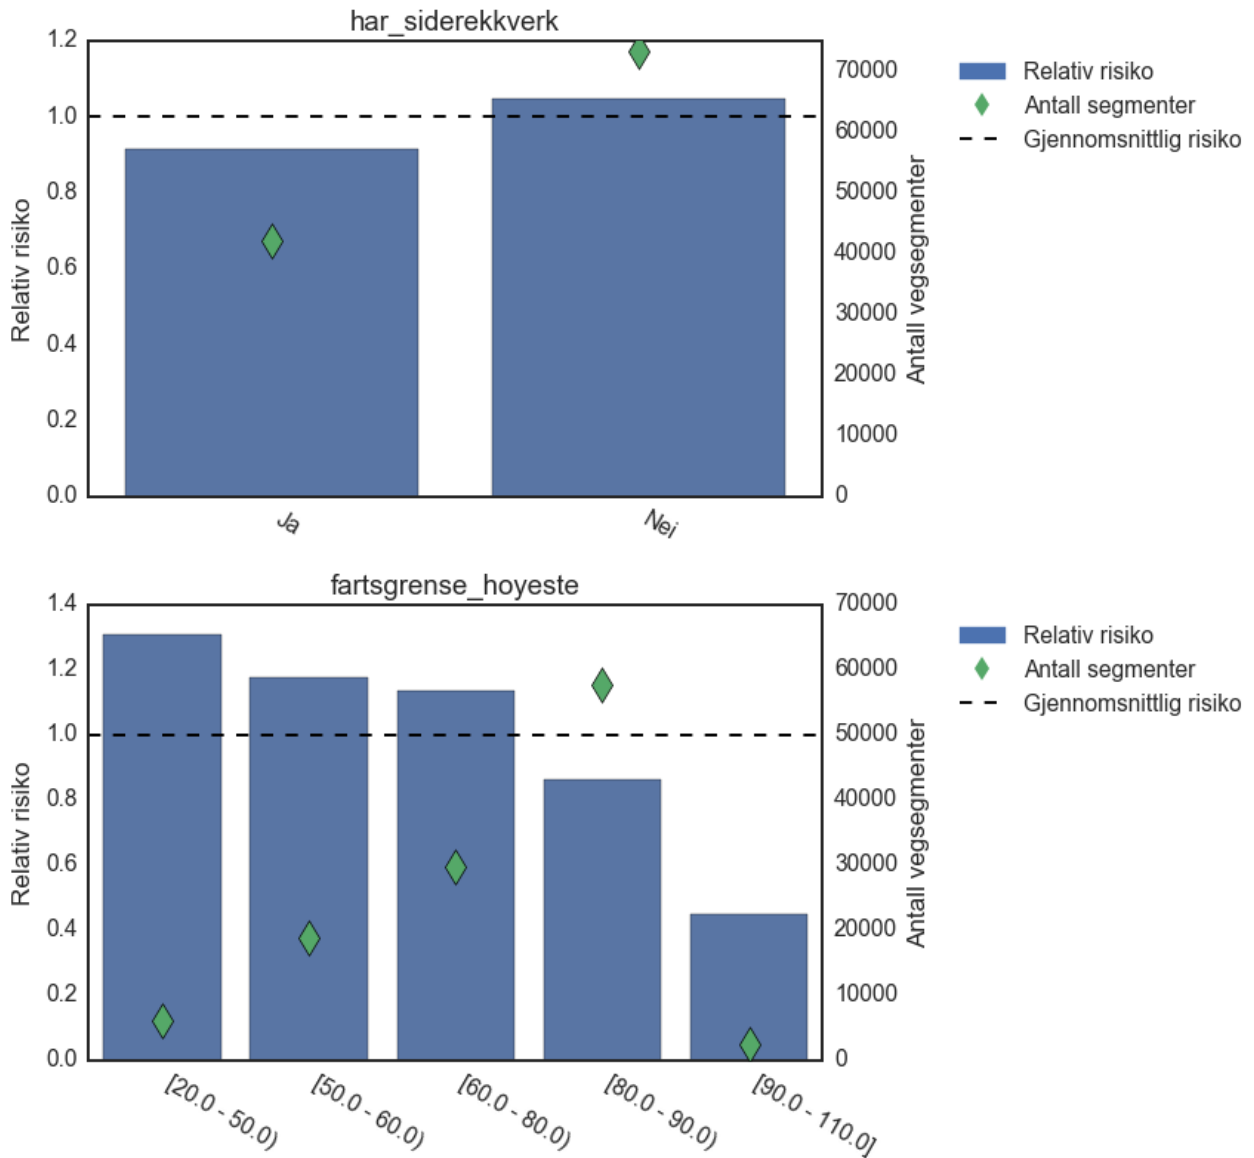 har_siderekkverk
1.2
1.0
0.8
0.6
0.4
0.2
0.0
Relativ risiko
70000
60000
50000
40000
30000
20000
10000
0
Antall vegsegmenter
Ja
Nei
Relativ risiko
Antall segmenter
Gjennomsnittlig risiko
fartsgrense_hoyeste
1.4
1.2
1.0
0.8
0.6
0.4
0.2
0.0
Relativ risiko
70000
60000
50000
40000
30000
20000
10000
0
Antall vegsegmenter
[20.0 - 50.0)
[50.0 - 60.0)
[60.0 - 80.0)
[80.0 - 90.0)
[90.0 - 110.0]
Relativ risiko
Antall segmenter
Gjennomsnittlig risiko